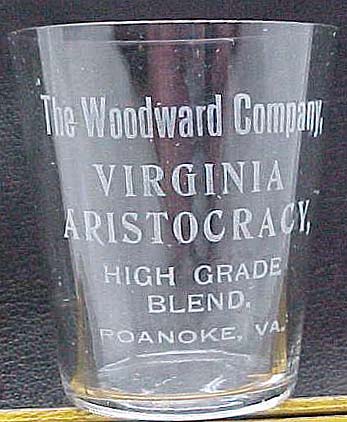 The Woodward Company,
VIRGINIA
ARISTOCRACY,
HIGH GRADE
BLEND.
ROANOKE, VA.